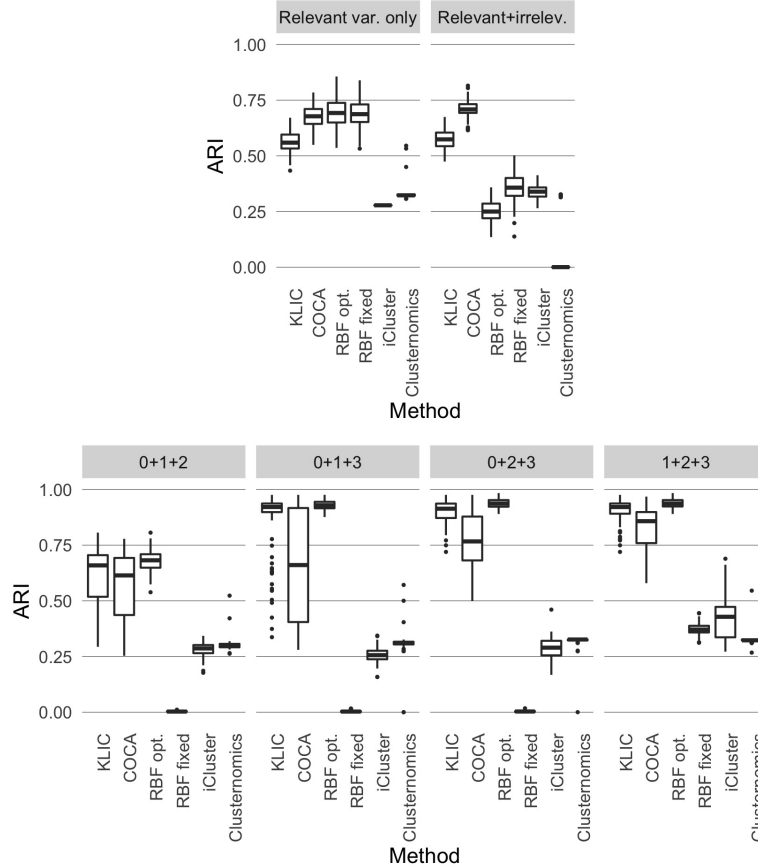 Relevant var. only Relevant+irrelev.
1.00
0.75
0.50
0.25
0.00
ARI
KLIC COCA RBF opt. RBF fixed iCluster Clusternomics KLIC COCA RBF opt. RBF fixed iCluster Clusternomics
Method
0+1+2 0+1+3 0+2+3 1+2+3
1.00
0.75
0.50
0.25
0.00
ARI
KLIC COCA RBF opt. RBF fixed iCluster Clusternomics KLIC COCA RBF opt. RBF fixed iCluster Clusternomics KLIC COCA RBF opt. RBF fixed iCluster Clusternomics KLIC COCA RBF opt. RBF fixed iCluster Clusternomics
Method